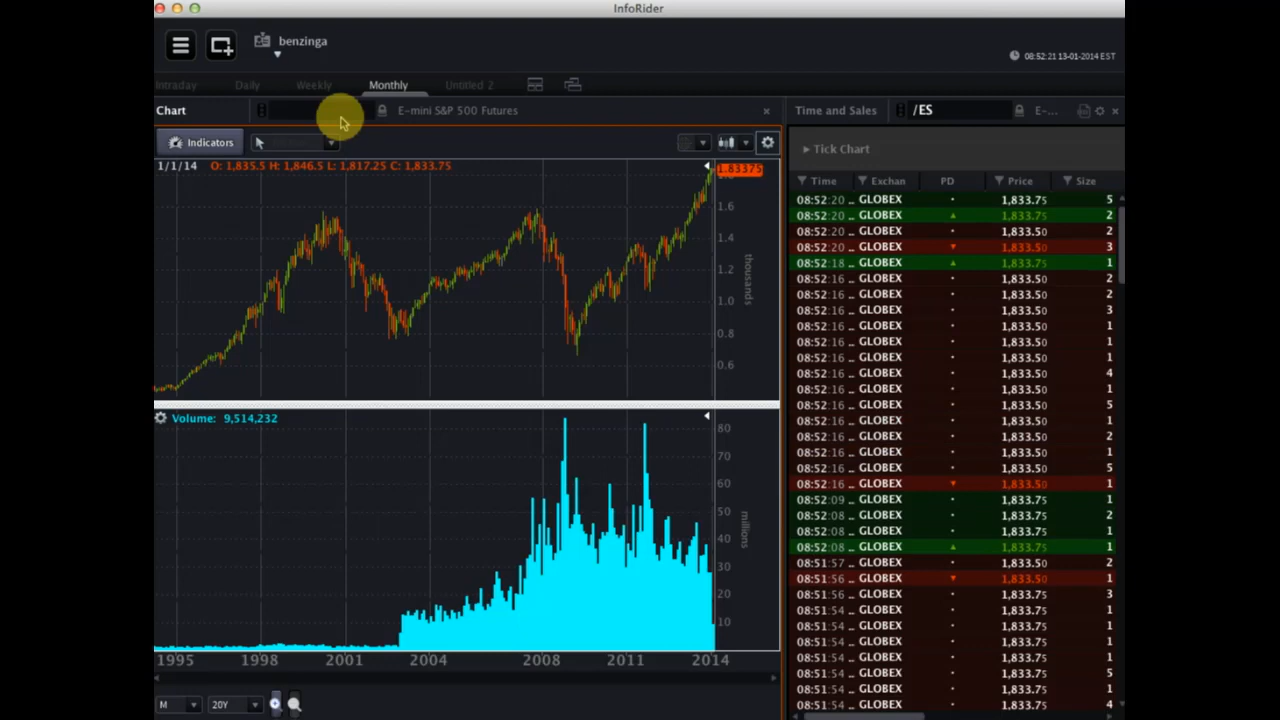 InfoRider
benzinga
08:52:21 13-01-2014 EST
Intraday Daily Weekly Monthly Untitled 2
Chart E-mini S&P 500 Futures Time and Sales /ES E-...
Indicators
Tick Chart
1/1/14 O: 1,835.5 H: 1,846.5 L: 1,817.25 C: 1,833.75
1.83375
1.6
1.4
1.2
1.0
0.8
0.6
thousands
Volume: 9,514,232
80
70
60
50
40
30
20
10
millions
1995 1998 2001 2004 2008 2011 2014
M 20Y
Time Exchan PD Price Size
08:52:20 .. GLOBEX 1,833.75 5
08:52:20 .. GLOBEX 1,833.75 2
08:52:20 .. GLOBEX 1,833.50 2
08:52:20 .. GLOBEX 1,833.50 3
08:52:18 .. GLOBEX 1,833.75 1
08:52:16 .. GLOBEX 1,833.50 2
08:52:16 .. GLOBEX 1,833.50 2
08:52:16 .. GLOBEX 1,833.50 3
08:52:16 .. GLOBEX 1,833.50 1
08:52:16 .. GLOBEX 1,833.50 1
08:52:16 .. GLOBEX 1,833.50 1
08:52:16 .. GLOBEX 1,833.50 4
08:52:16 .. GLOBEX 1,833.50 1
08:52:16 .. GLOBEX 1,833.50 5
08:52:16 .. GLOBEX 1,833.50 1
08:52:16 .. GLOBEX 1,833.50 2
08:52:16 .. GLOBEX 1,833.50 1
08:52:16 .. GLOBEX 1,833.50 5
08:52:16 .. GLOBEX 1,833.50 1
08:52:09 .. GLOBEX 1,833.75 1
08:52:08 .. GLOBEX 1,833.75 2
08:52:08 .. GLOBEX 1,833.75 1
08:52:08 .. GLOBEX 1,833.75 1
08:51:57 .. GLOBEX 1,833.50 2
08:51:56 .. GLOBEX 1,833.50 1
08:51:56 .. GLOBEX 1,833.75 3
08:51:54 .. GLOBEX 1,833.75 1
08:51:54 .. GLOBEX 1,833.75 1
08:51:54 .. GLOBEX 1,833.75 1
08:51:54 .. GLOBEX 1,833.75 1
08:51:54 .. GLOBEX 1,833.75 5
08:51:54 .. GLOBEX 1,833.75 1
08:51:54 .. GLOBEX 1,833.75 4